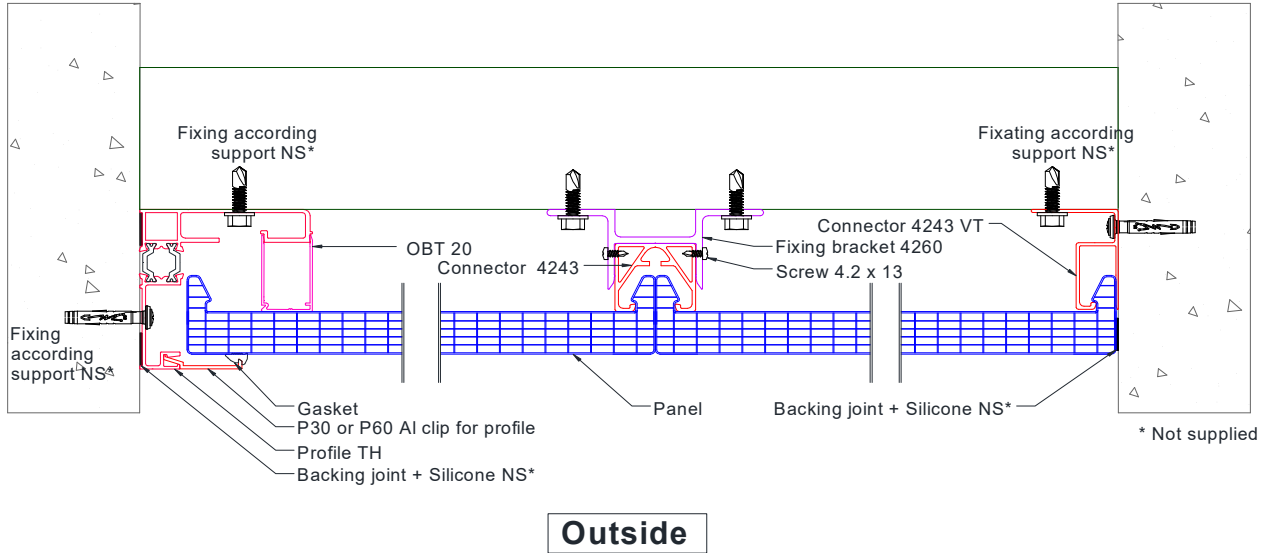 Fixing according
support NS*
Fixating according
support NS*
Connector 4243 VT
OBT 20
Fixing bracket 4260
Connector 4243
Screw 4.2 x 13
Fixing
according
support NS*
Gasket
Panel
Backing joint + Silicone NS*
P30 or P60 Al clip for profile
* Not supplied
Profile TH
Backing joint + Silicone NS*
Outside